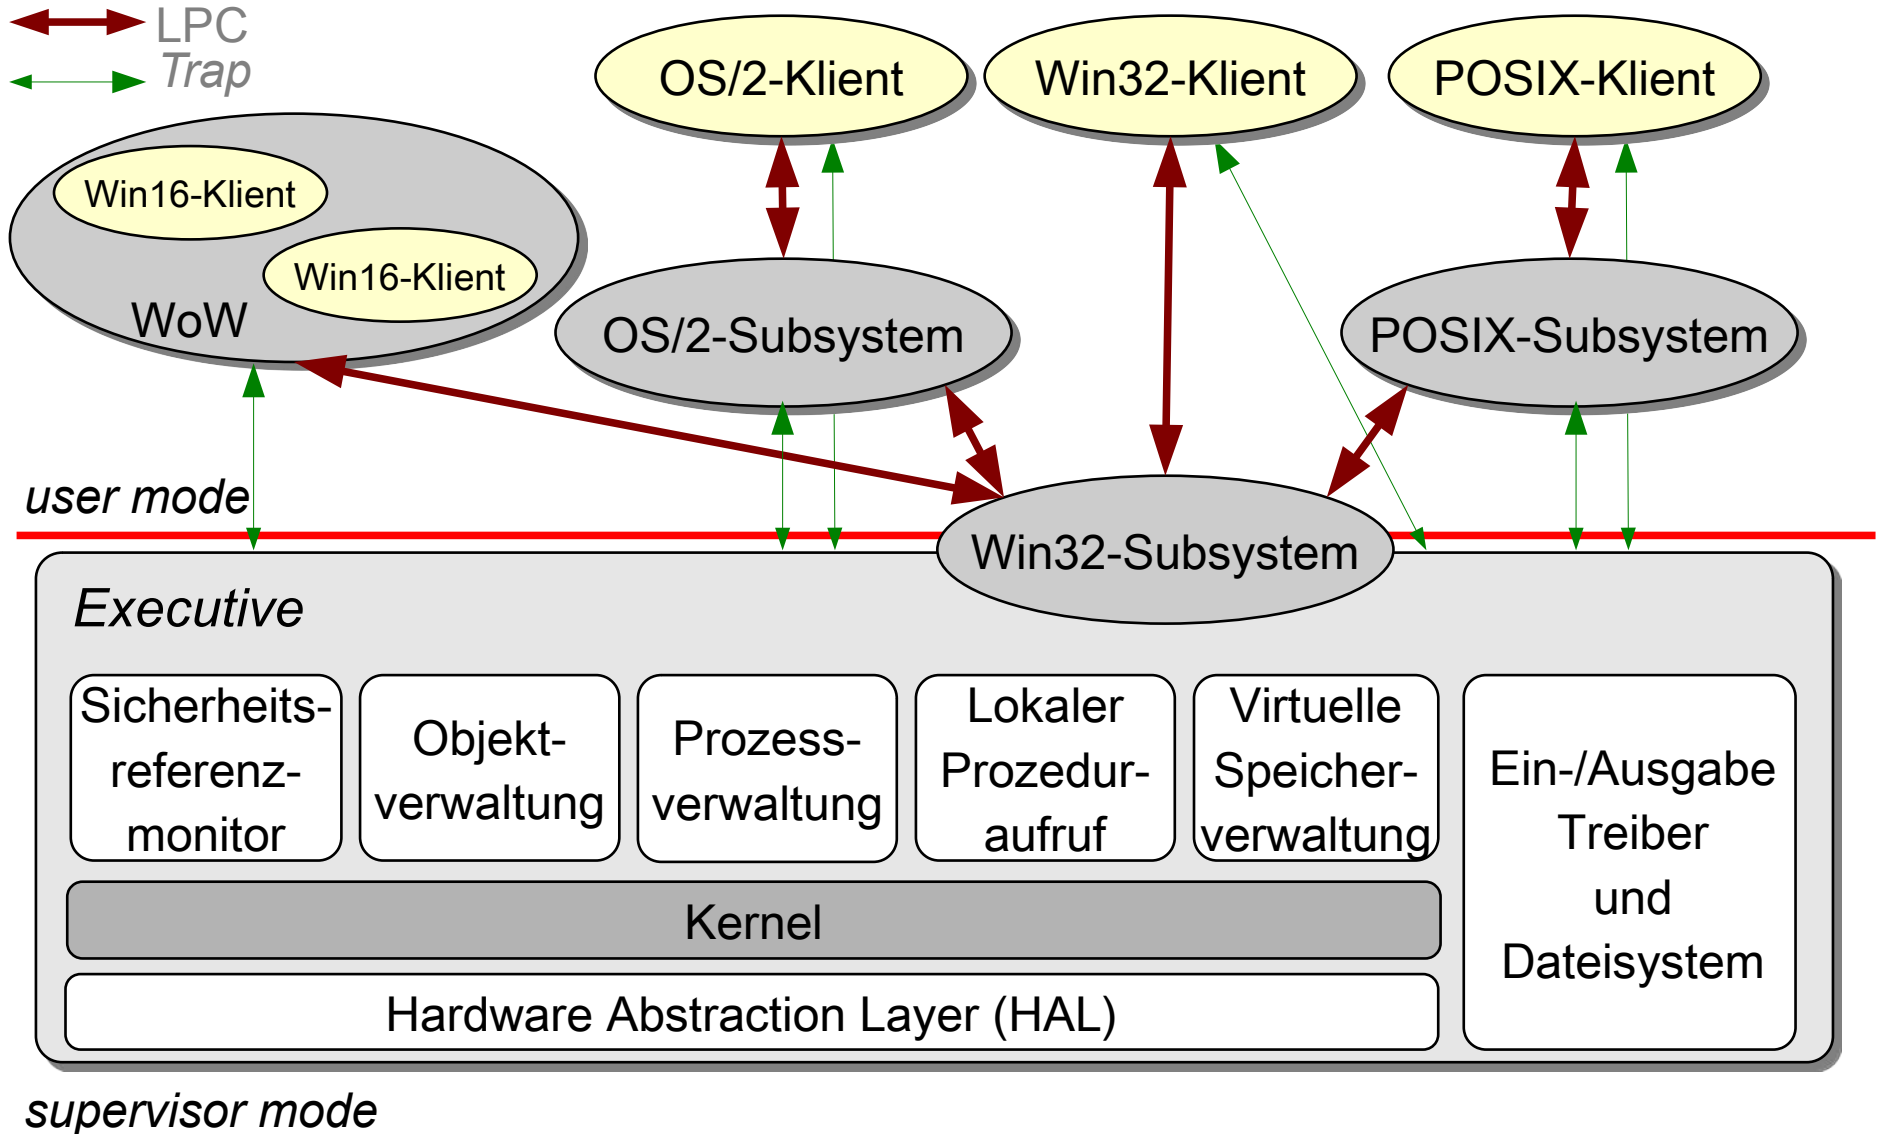 LPC
Trap
OS/2-Klient
Win32-Klient
POSIX-Klient
Win16-Klient
Win16-Klient
WoW
OS/2-Subsystem
POSIX-Subsystem
user mode
Win32-Subsystem
Executive
Sicherheits-
referenz-
monitor
Objekt-
verwaltung
Prozess-
verwaltung
Lokaler
Prozedur-
aufruf
Virtuelle
Speicher-
verwaltung
Ein-/Ausgabe
Treiber
und
Dateisystem
Kernel
Hardware Abstraction Layer (HAL)
supervisor mode